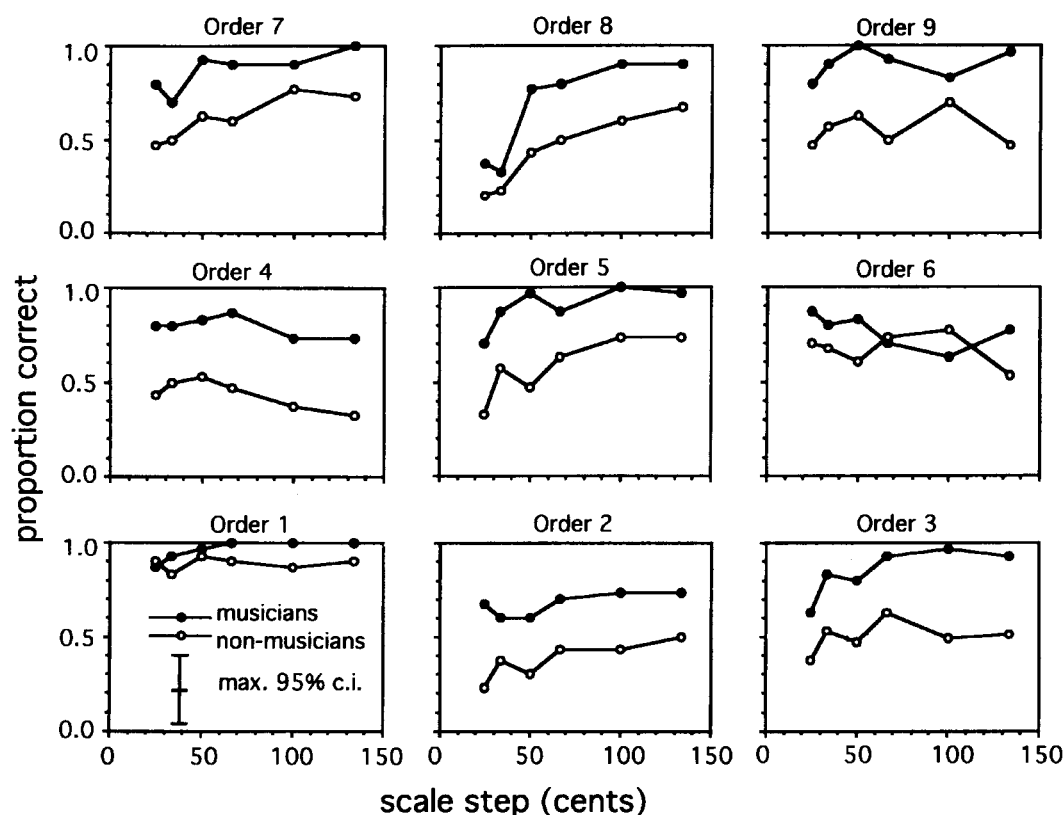 Order 7
Order 8
Order 9
1.0
0.5
0.0
Order 4
Order 5
Order 6
1.0
0.5
0.0
proportion correct
Order 1
Order 2
Order 3
1.0
musicians
non-musicians
0.5
max. 95% c.i.
0.0
0 50 100 150
0 50 100 150
0 50 100 150
scale step (cents)